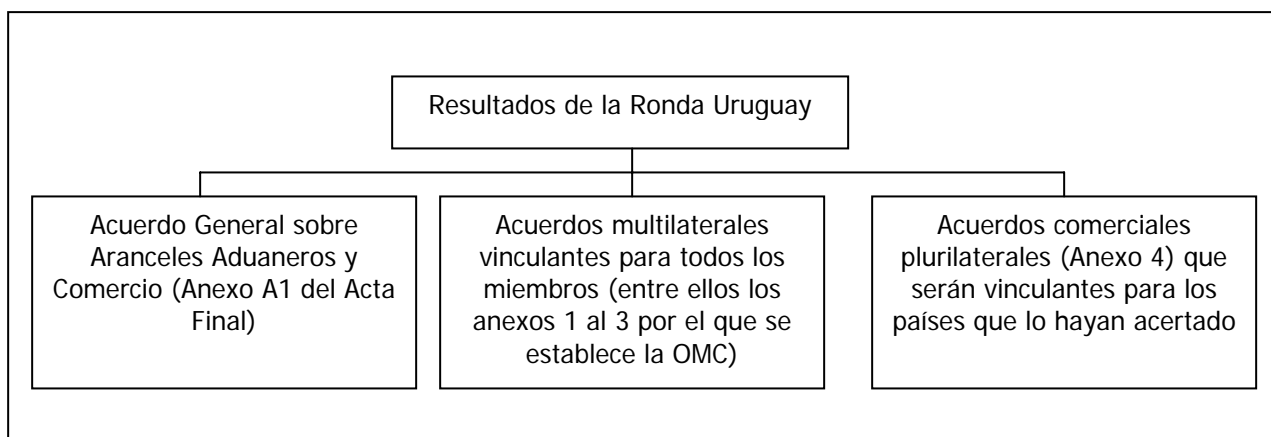 Resultados de la Ronda Uruguay
Acuerdo General sobre
Aranceles Aduaneros y
Comercio (Anexo A1 del Acta
Final)
Acuerdos multilaterales
vinculantes para todos los
miembros (entre ellos los
anexos 1 al 3 por el que se
establece la OMC)
Acuerdos comerciales
plurilaterales (Anexo 4) que
serán vinculantes para los
países que lo hayan acertado